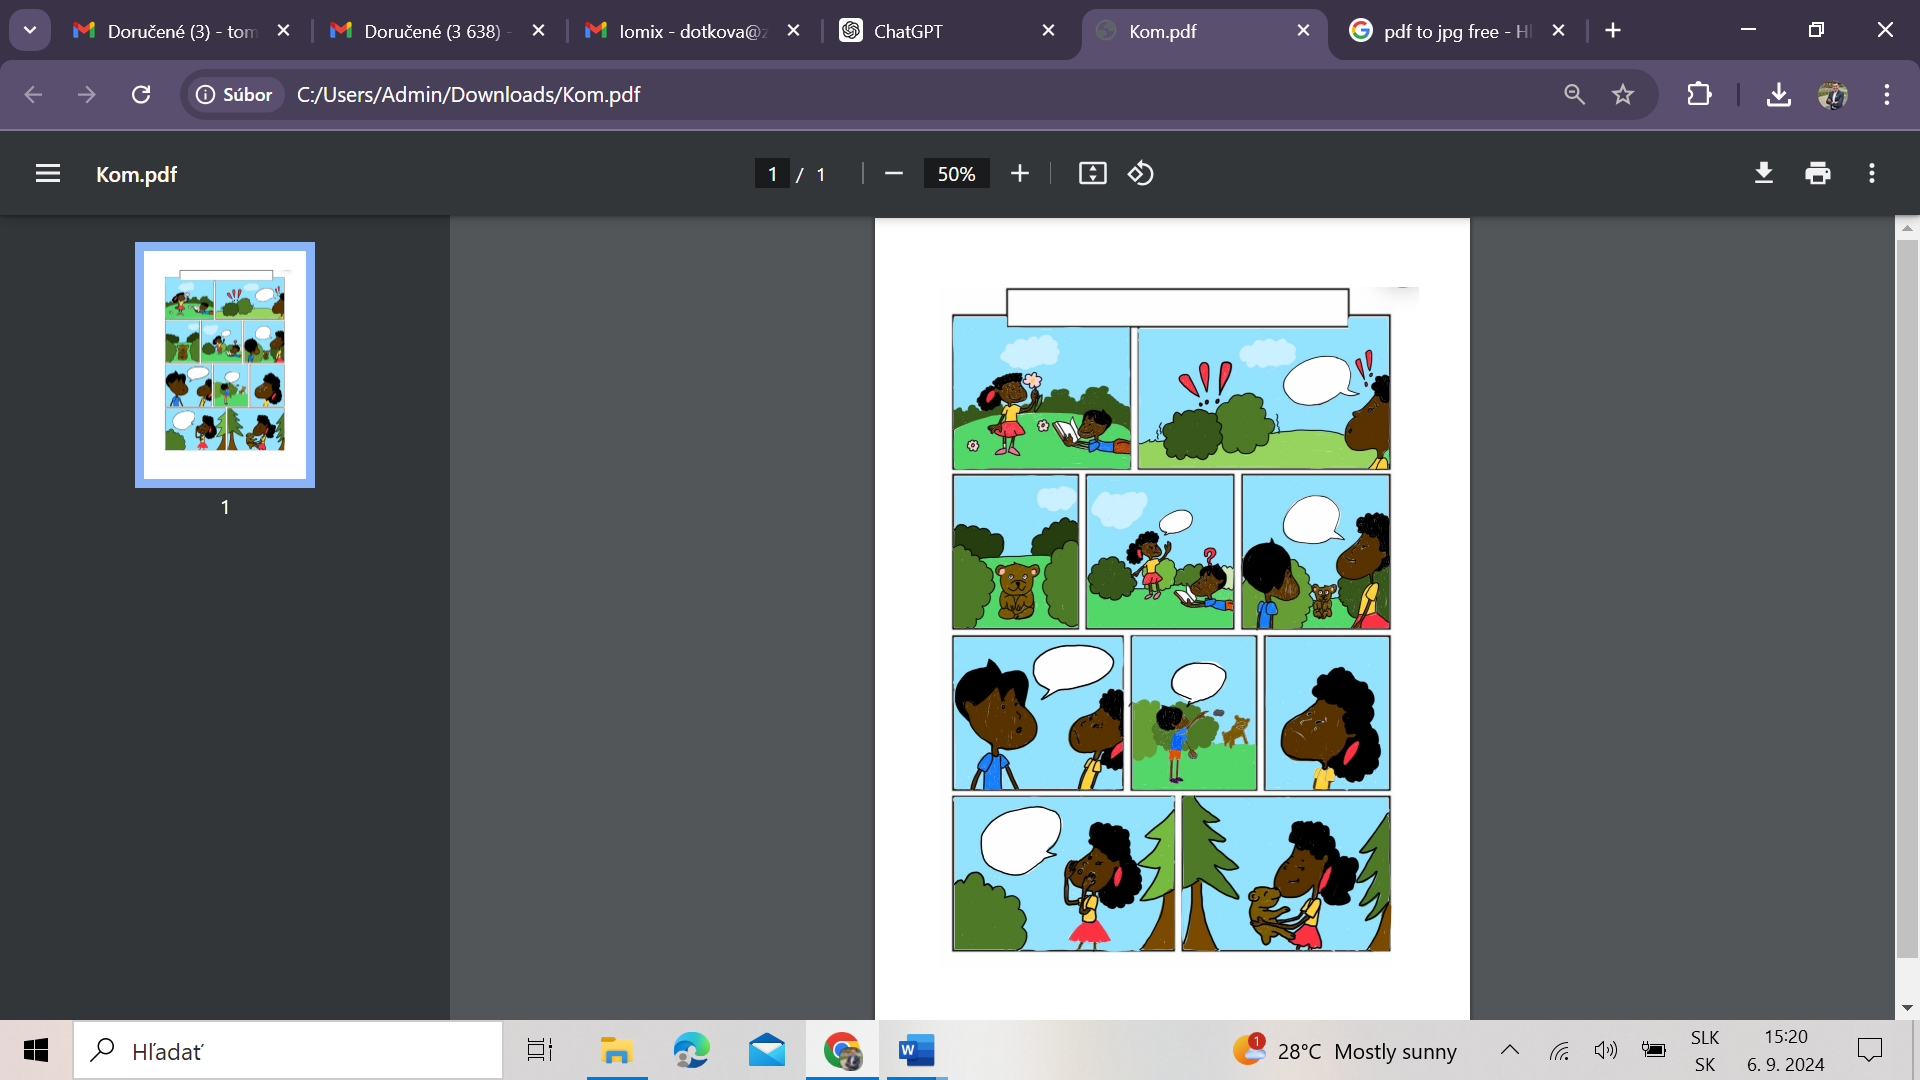 Doručené (3) - tom
Doručené (3 638) -
lomix - dotkova@z
ChatGPT
Kom.pdf
pdf to jpg free - Hl
Súbor
C:/Users/Admin/Downloads/Kom.pdf
Kom.pdf
1 / 1
50%
1
?
Hľadať
1
28°C Mostly sunny
SLK
SK
15:20
6. 9. 2024